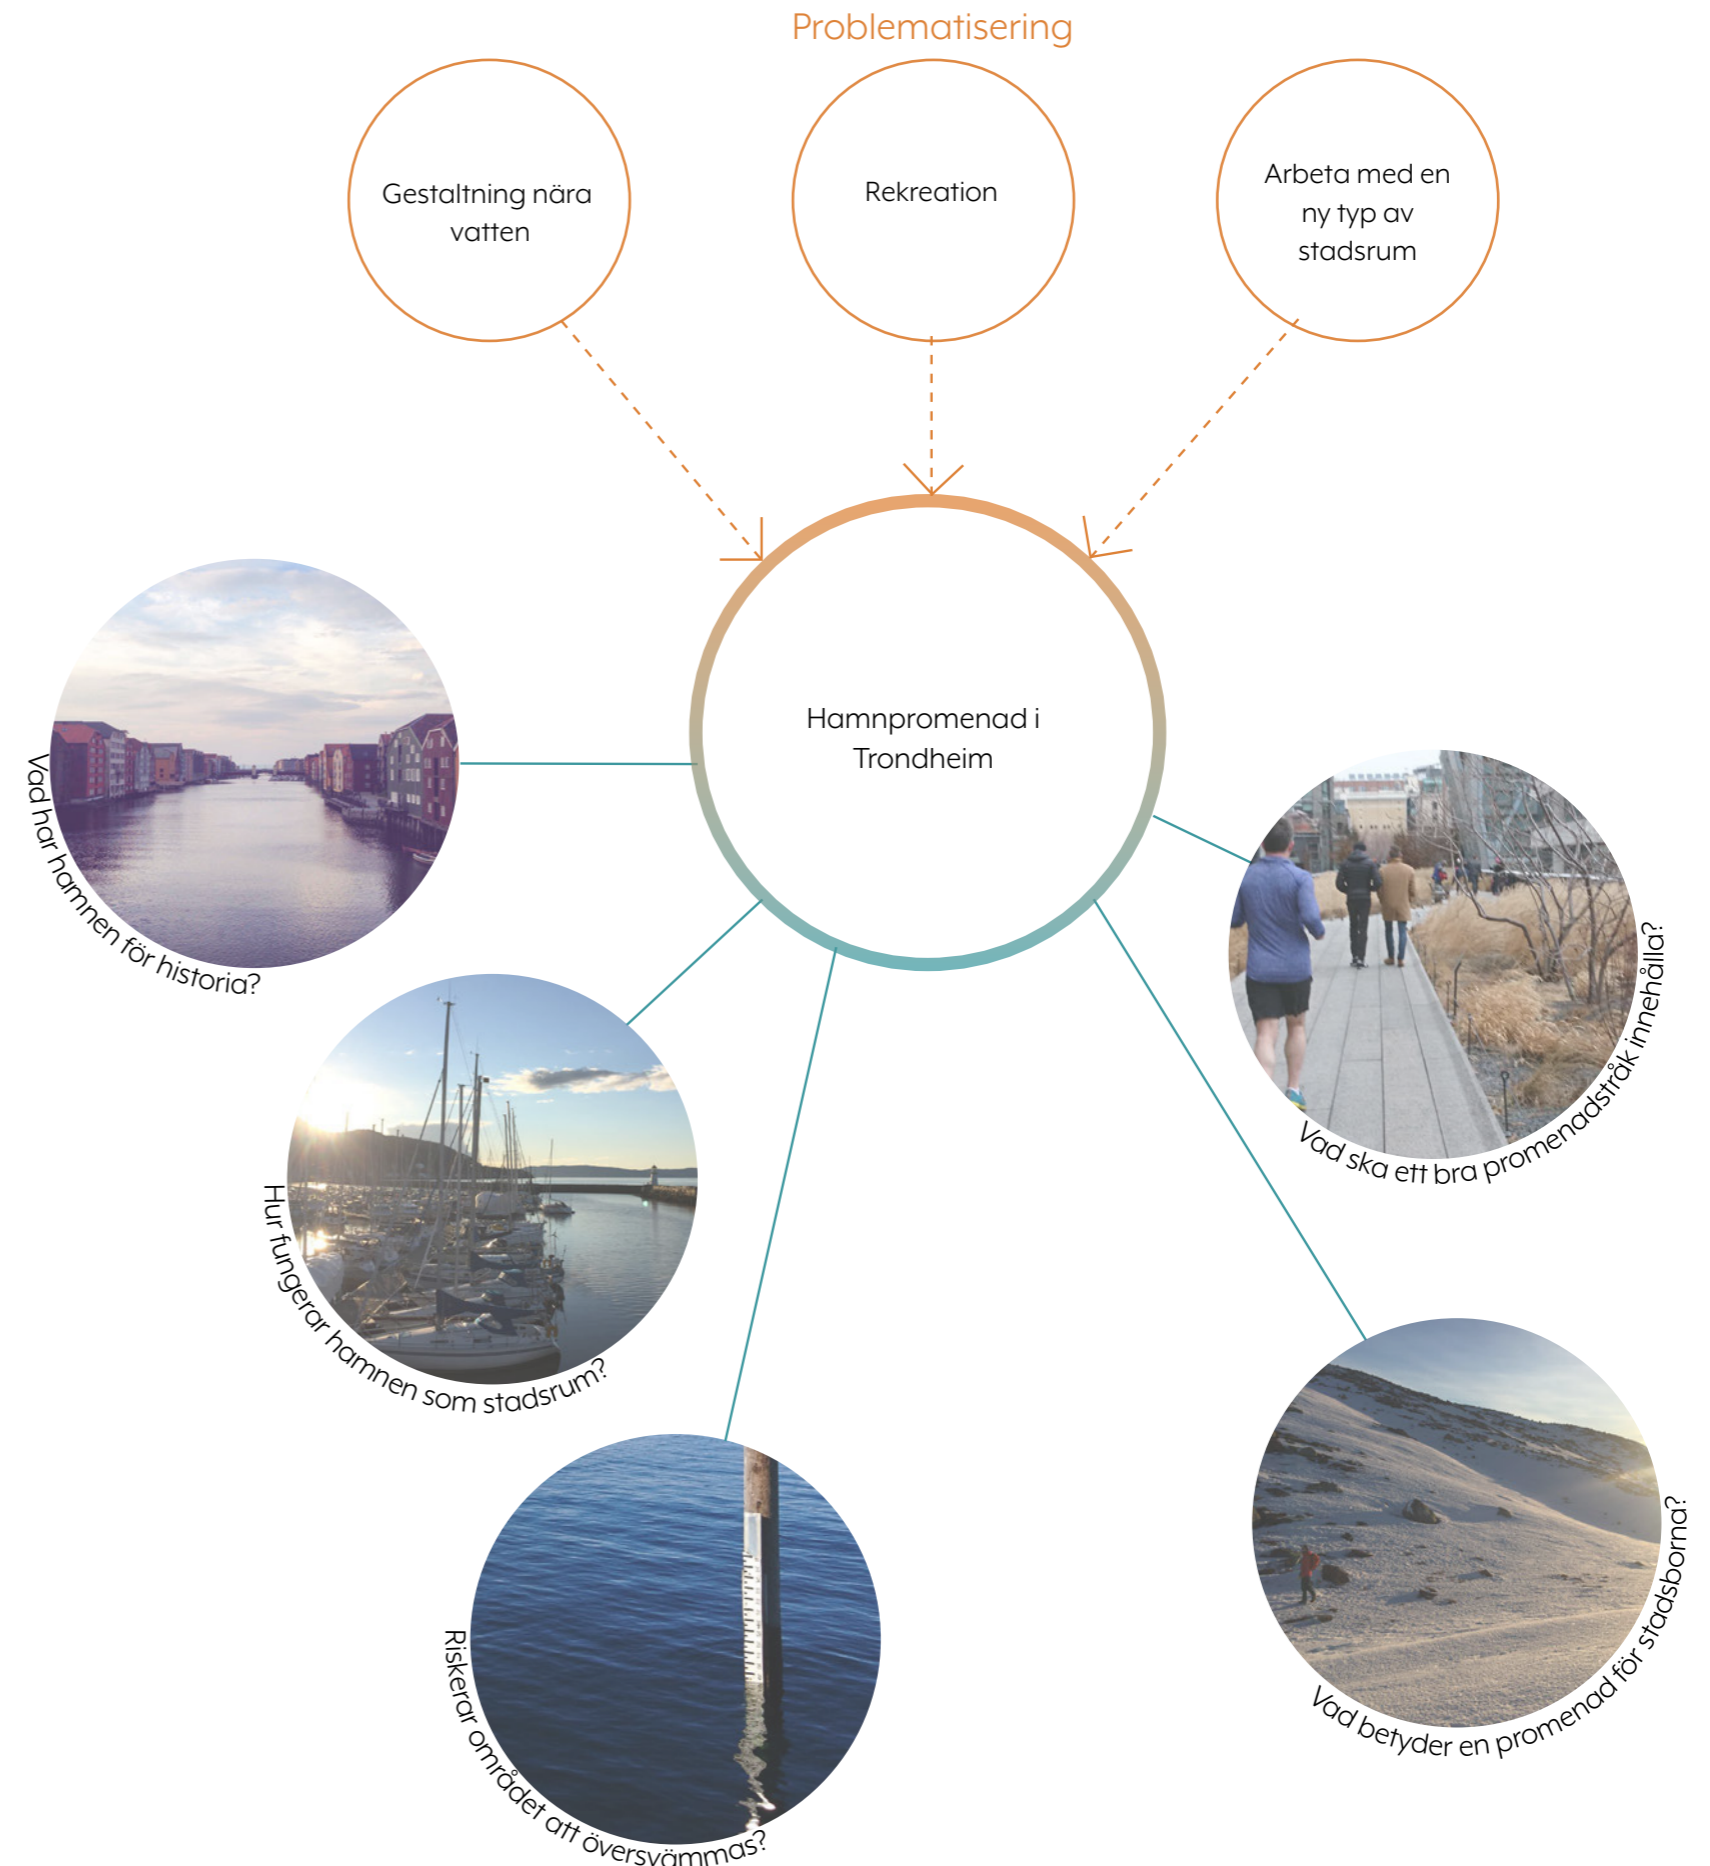 Problematisering
Gestaltning nära
vatten
Rekreation
Arbeta med en
ny typ av
stadsrum
Hamnpromenad i
Trondheim
Vad har hamnen för historia?
Hur fungerar hamnen som stadsrum?
Riskerar området att översvämmas?
Vad ska ett bra promenadstråk innehålla?
Vad betyder en promenad för stadsborna?